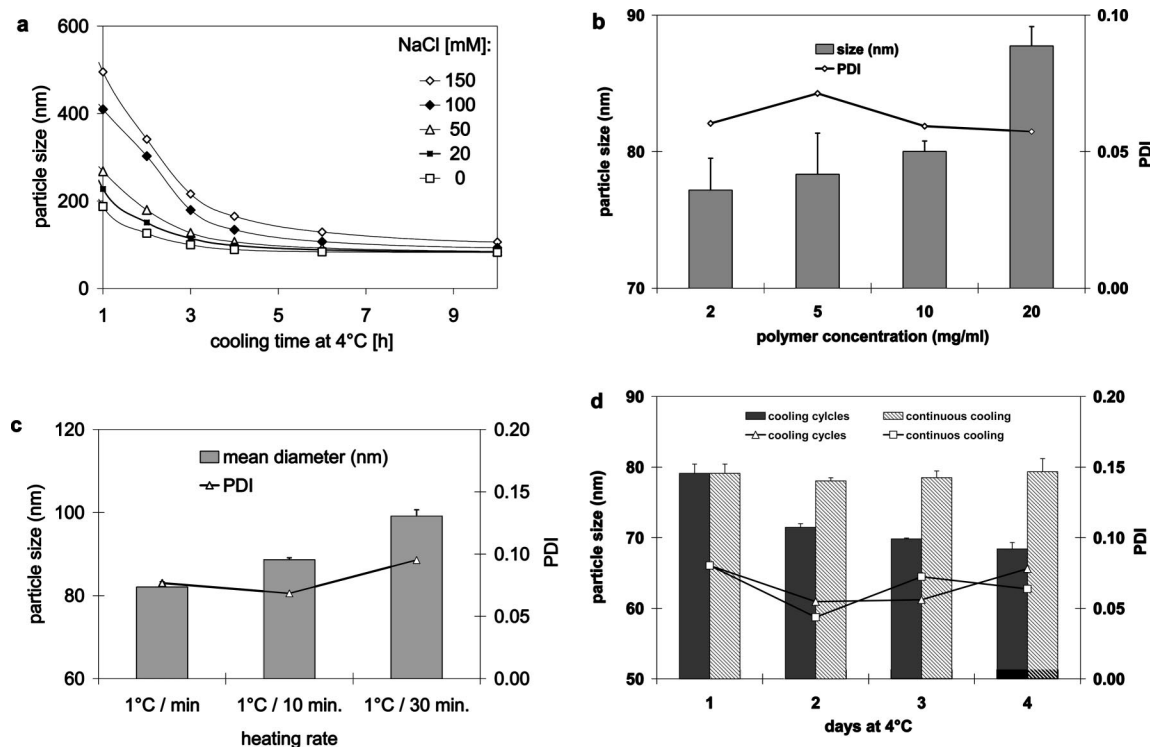 a
600
400
200
0
particle size (nm)
NaCl [mM]:
150
100
50
20
0
1 3 5 7 9
cooling time at 4°C [h]
b
90
80
70
particle size (nm)
size (nm)
PDI
0.10
0.05
0.00
PDI
2 5 10 20
polymer concentration (mg/ml)
c
120
100
80
60
particle size (nm)
mean diameter (nm)
PDI
0.20
0.15
0.10
0.05
0.00
PDI
1°C / min 1°C / 10 min. 1°C / 30 min.
heating rate
d
90
80
70
60
50
particle size (nm)
cooling cylcles continuous cooling
cooling cycles continuos cooling
0.20
0.15
0.10
0.05
0.00
PDI
1 2 3 4
days at 4°C